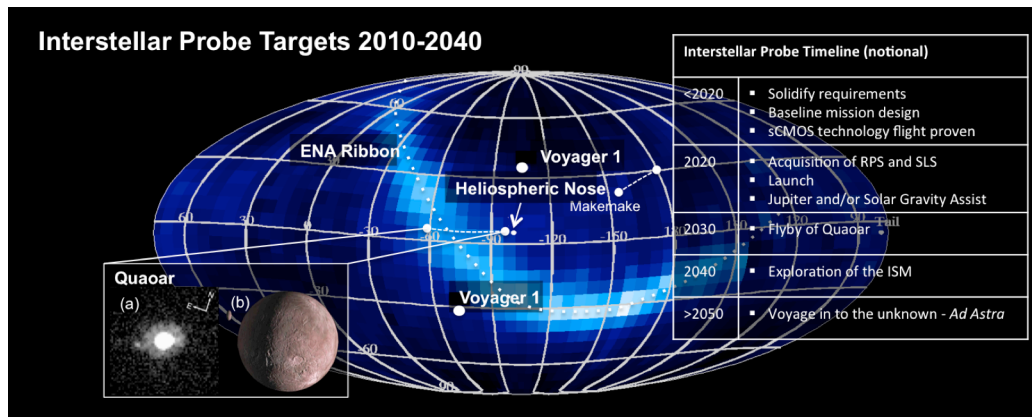 Interstellar Probe Targets 2010-2040
Interstellar Probe Timeline (notional)
<2020
▪ Solidify requirements
▪ Baseline mission design
▪ sCMOS technology flight proven
2020
▪ Acquisition of RPS and SLS
▪ Launch
▪ Jupiter and/or Solar Gravity Assist
2030
▪ Flyby of Quaoar
2040
▪ Exploration of the ISM
>2050
▪ Voyage in to the unknown - Ad Astra
90
60
ENA Ribbon
Voyager 1
Heliospheric Nose
Makemake
60
30
0
-30
-60
-90
-120
-150
180
120
90
Tail
Voyager 1
-60
90
Quaoar
(a)
(b)
E
N